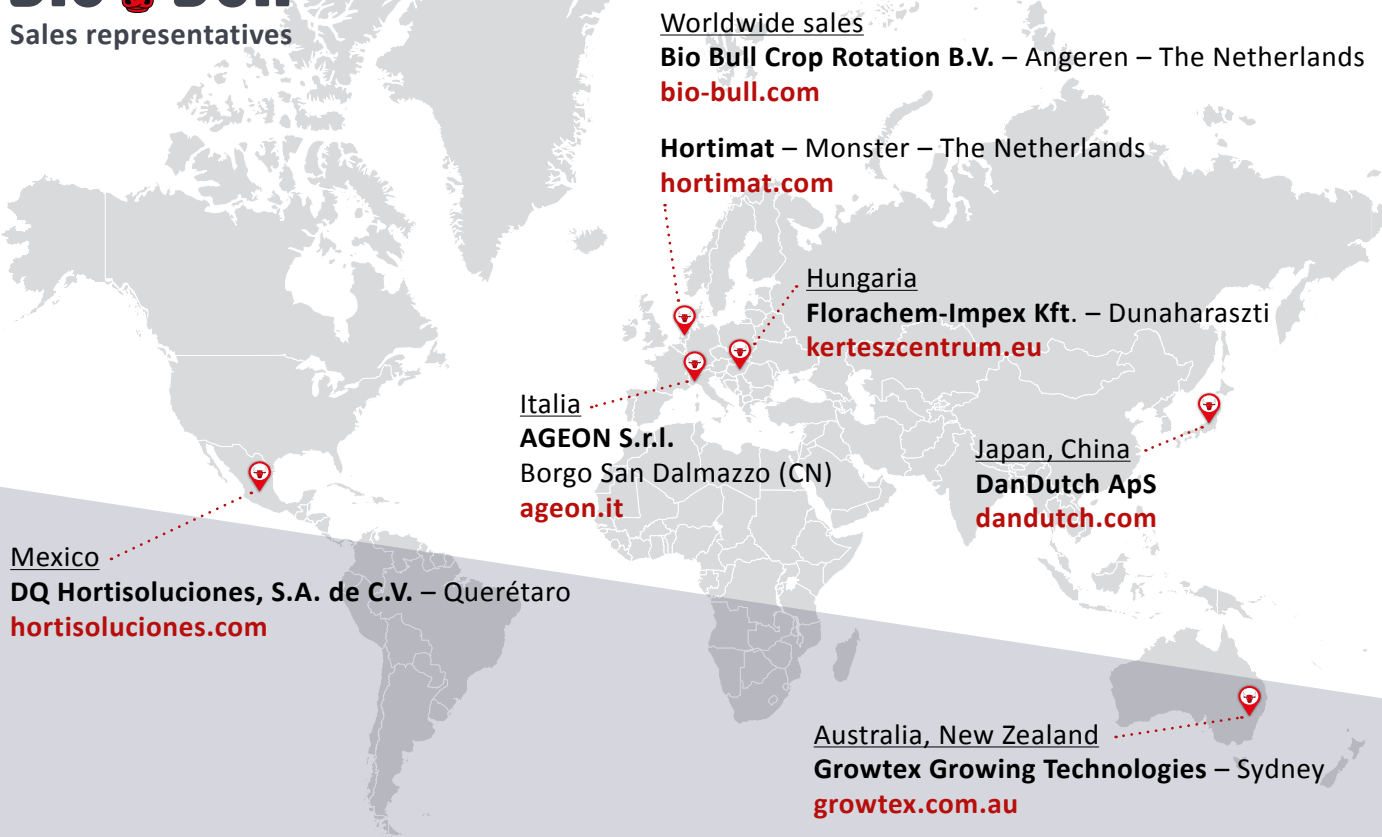 Bio Bull
Sales representatives
Worldwide sales
Bio Bull Crop Rotation B.V. – Angeren – The Netherlands
bio-bull.com
Hortimat – Monster – The Netherlands
hortimat.com
Hungaria
Florachem-Impex Kft. – Dunaharaszti
kerteszcentrum.eu
Italia
AGEON S.r.l.
Borgo San Dalmazzo (CN)
ageon.it
Japan, China
DanDutch ApS
dandutch.com
Mexico
DQ Hortisoluciones, S.A. de C.V. – Querétaro
hortisoluciones.com
Australia, New Zealand
Growtex Growing Technologies – Sydney
growtex.com.au